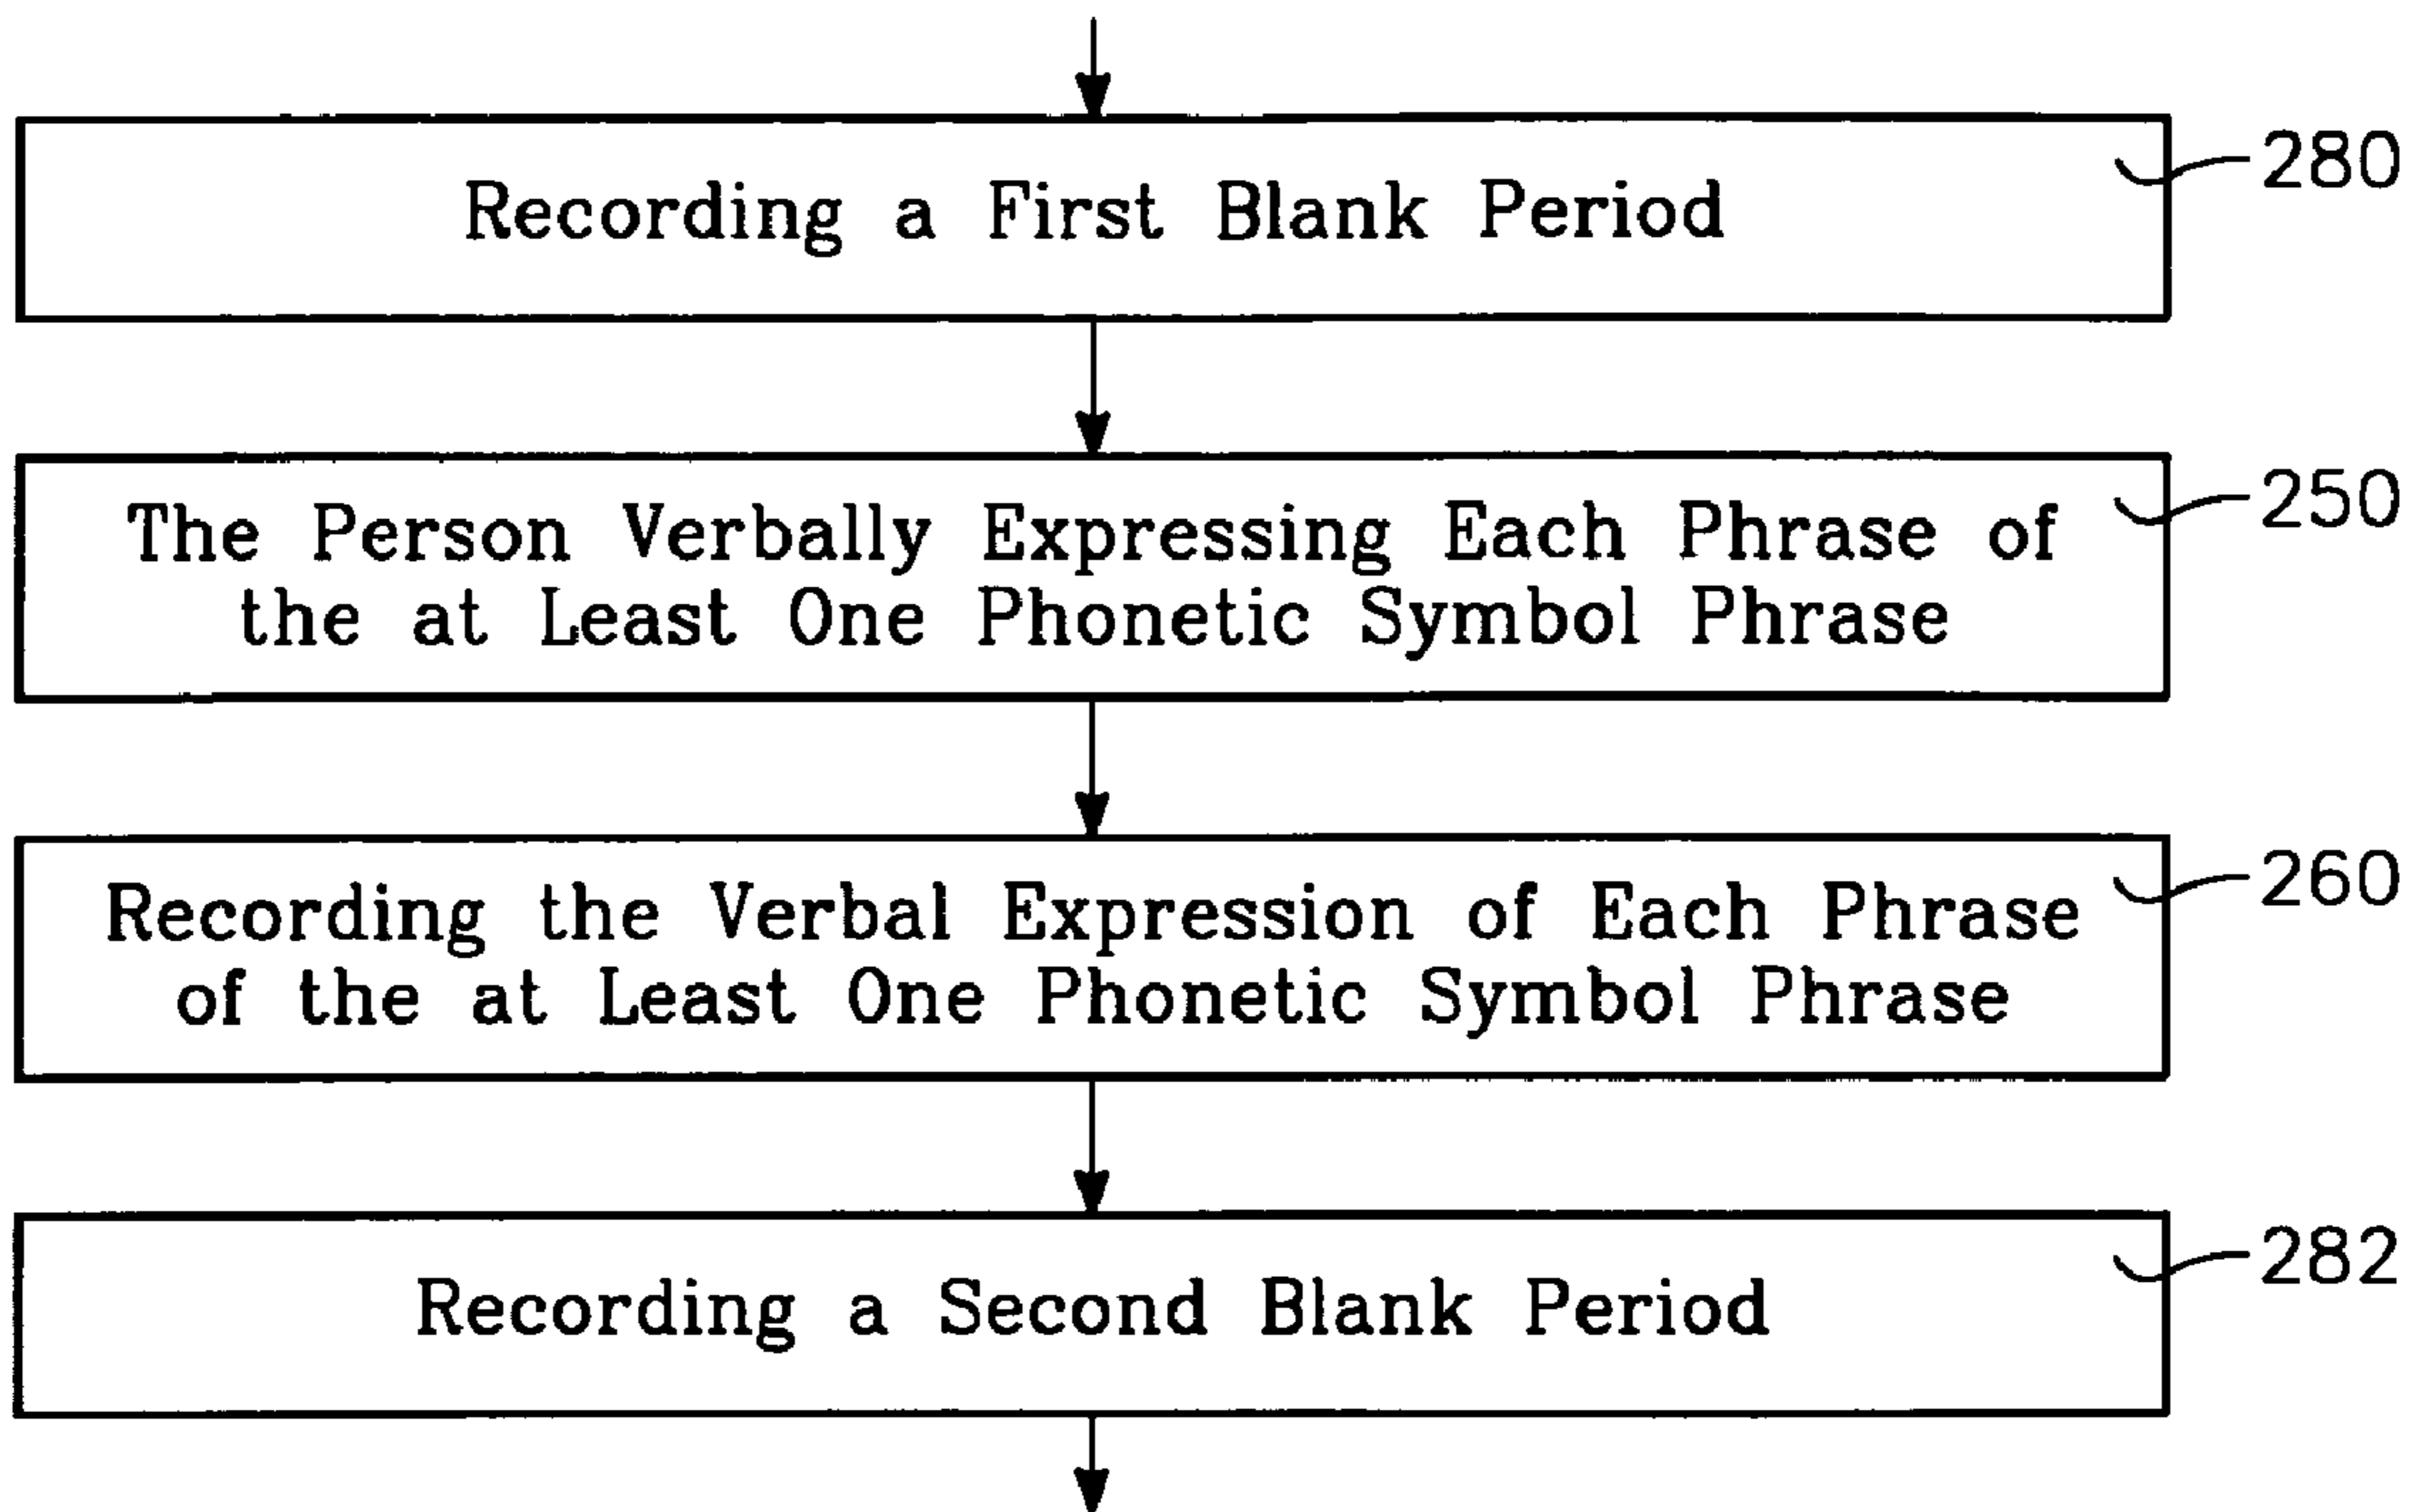 Recording a First Blank Period
280
The Person Verbally Expressing Each Phrase of
the at Least One Phonetic Symbol Phrase
250
Recording the Verbal Expression of Each Phrase
of the at Least One Phonetic Symbol Phrase
260
Recording a Second Blank Period
282